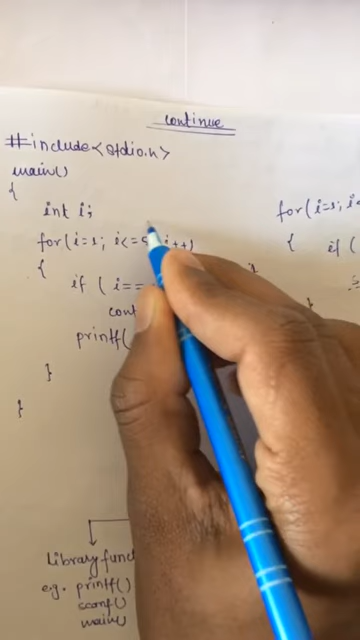 continue
#include<stdio.h>
main()
{
int i;
for(i=1; i<=5; i++)
{
if ( i==
cont
printf(
}
}
for( i=1; i<
{
if (
}
Library func
e.g. printf()
scanf()
main()